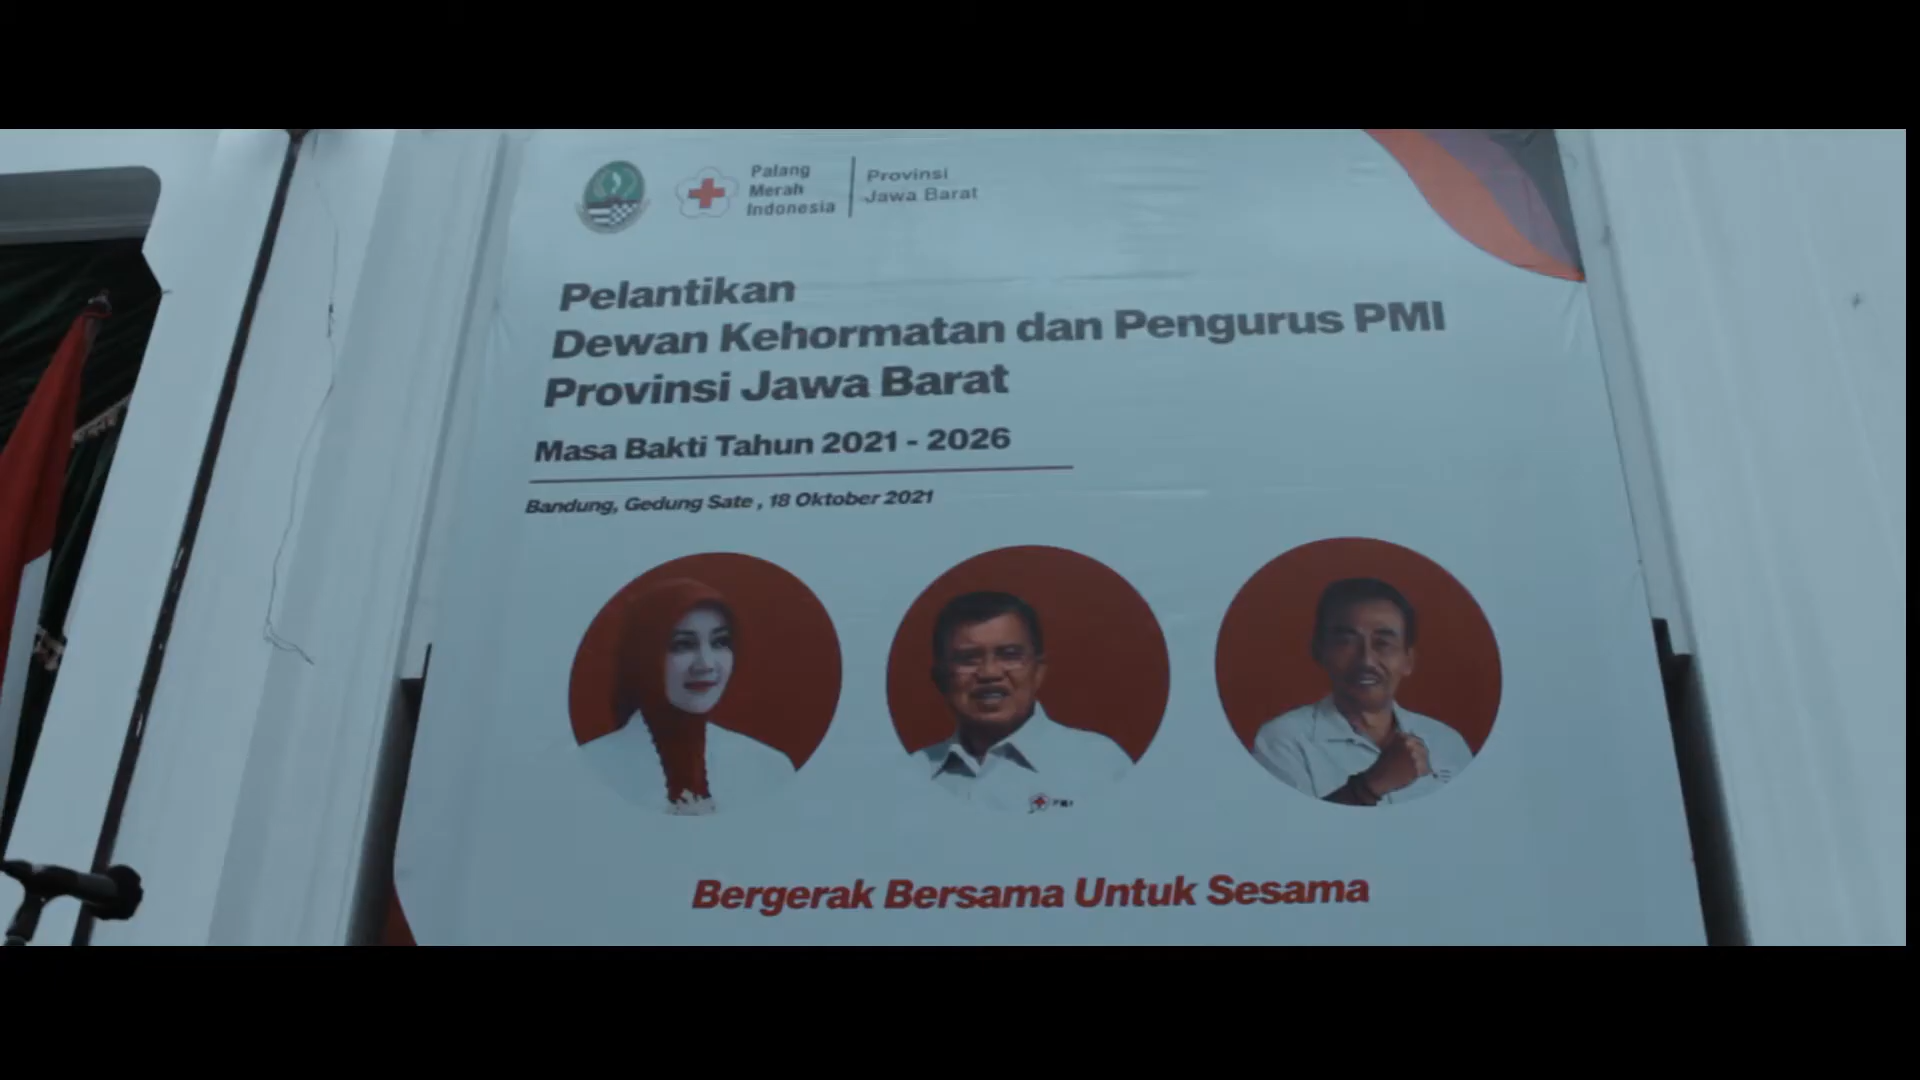 Palang
Merah
Indonesia
Provinsi
Jawa Barat
Pelantikan
Dewan Kehormatan dan Pengurus PMI
Provinsi Jawa Barat
Masa Bakti Tahun 2021 - 2026
Bandung, Gedung Sate , 18 Oktober 2021
PMI
Bergerak Bersama Untuk Sesama